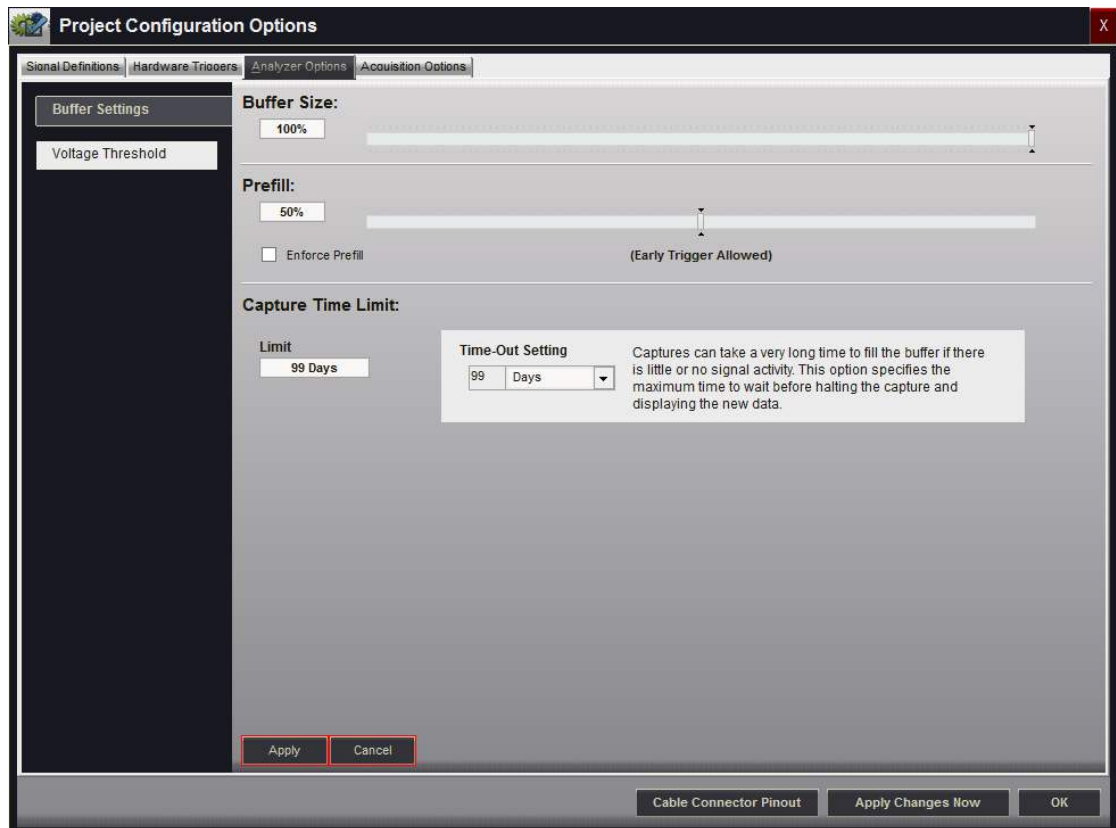 Project Configuration Options
X
Signal Definitions
Hardware Triggers
Analyzer Options
Acquisition Options
Buffer Settings
Voltage Threshold
Buffer Size:
100%
Prefill:
50%
Enforce Prefill
(Early Trigger Allowed)
Capture Time Limit:
Limit
99 Days
Time-Out Setting
99 Days
Captures can take a very long time to fill the buffer if there
is little or no signal activity. This option specifies the
maximum time to wait before halting the capture and
displaying the new data.
Apply
Cancel
Cable Connector Pinout
Apply Changes Now
OK